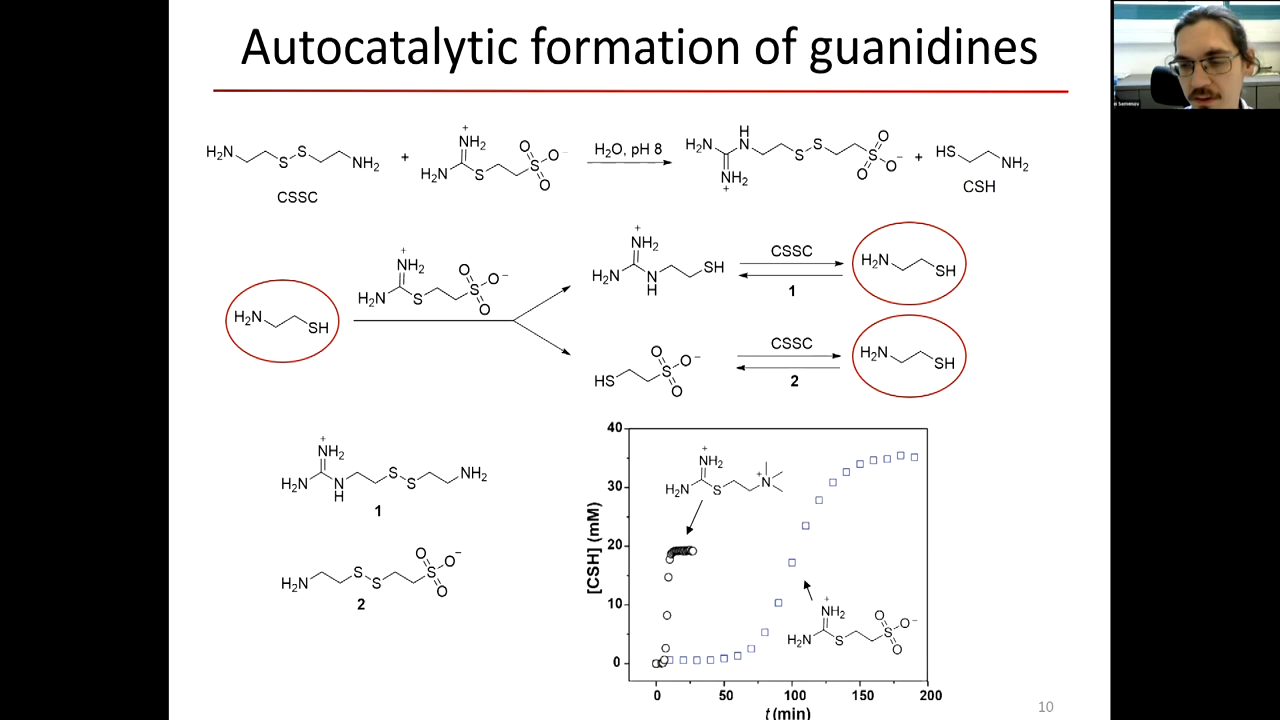 Autocatalytic formation of guanidines
H₂N S S NH₂ + NH₂ + H₂N S S O O⁻ O H₂O, pH 8 H₂N H N NH₂ + S S S O O⁻ O + HS NH₂
CSSC
CSH
H₂N SH
NH₂ + H₂N S S O O⁻ O
NH₂ + H₂N N H SH
CSSC
1
H₂N SH
HS S O O⁻ O
CSSC
2
H₂N SH
NH₂ + H₂N N H S S NH₂
1
H₂N S S S O O⁻ O
2
[CSH] (mM)
40
30
20
10
0
NH₂ + H₂N S N +
NH₂ + H₂N S S O O⁻ O
0 50 100 150 200
t (min)
10
Semenov